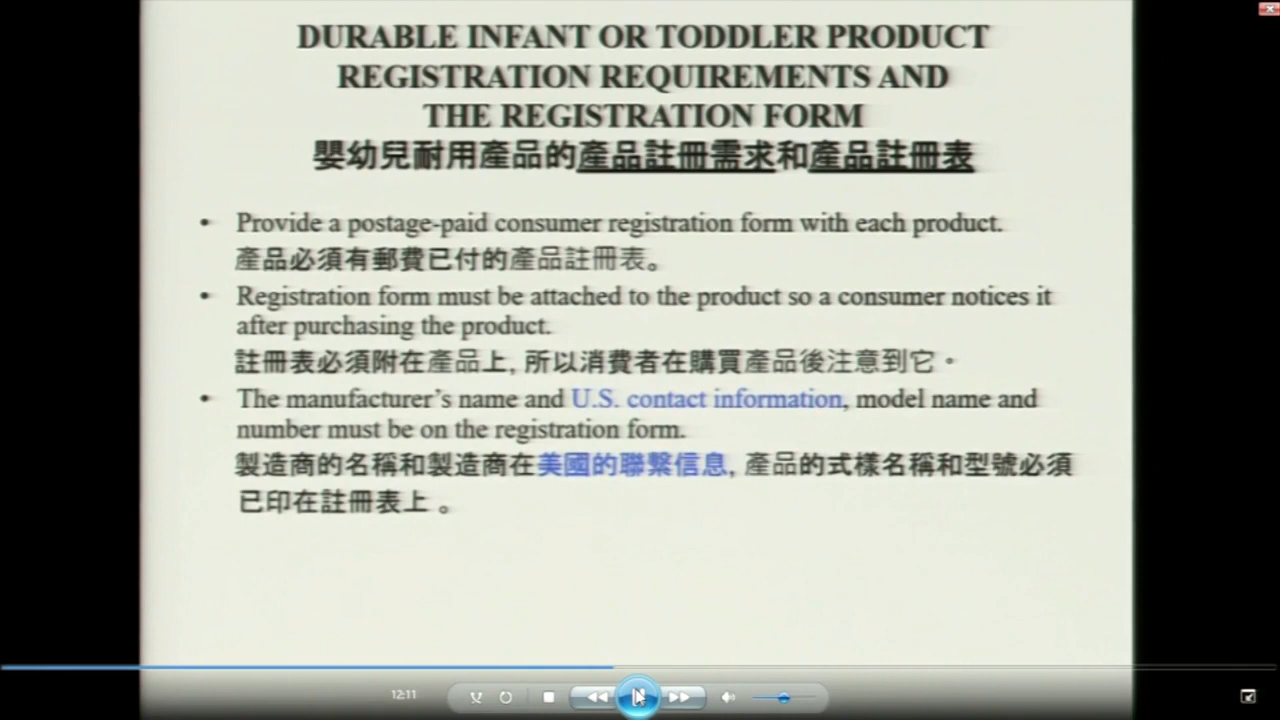 DURABLE INFANT OR TODDLER PRODUCT
REGISTRATION REQUIREMENTS AND
THE REGISTRATION FORM
嬰幼兒耐用產品的產品註冊需求和產品註冊表
• Provide a postage-paid consumer registration form with each product.
產品必須有郵費已付的產品註冊表。
• Registration form must be attached to the product so a consumer notices it
after purchasing the product.
註冊表必須附在產品上, 所以消費者在購買產品後注意到它。
• The manufacturer’s name and U.S. contact information, model name and
number must be on the registration form.
製造商的名稱和製造商在美國的聯繫信息, 產品的式樣名稱和型號必須
已印在註冊表上 。
12:11